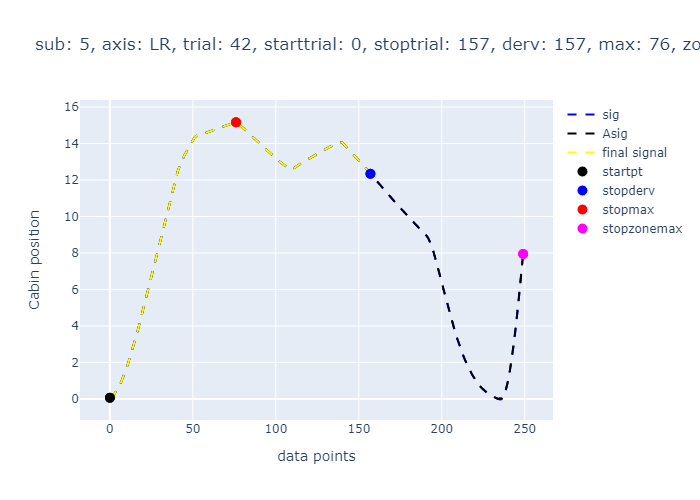 sub: 5, axis: LR, trial: 42, starttrial: 0, stoptrial: 157, derv: 157, max: 76, zo
16
14
12
10
8
6
4
2
0
Cabin position
0 50 100 150 200 250
data points
sig
Asig
final signal
startpt
stopderv
stopmax
stopzonemax